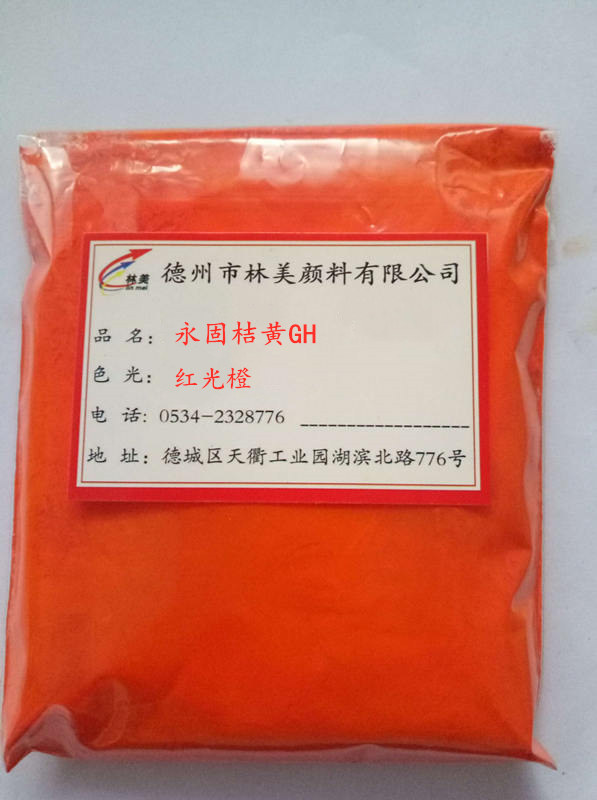 林美
lin mei
德州市林美颜料有限公司
品 名： 永固桔黄GH
色 光： 红光橙
电 话: 0534-2328776
地 址： 德城区天衢工业园湖滨北路776号